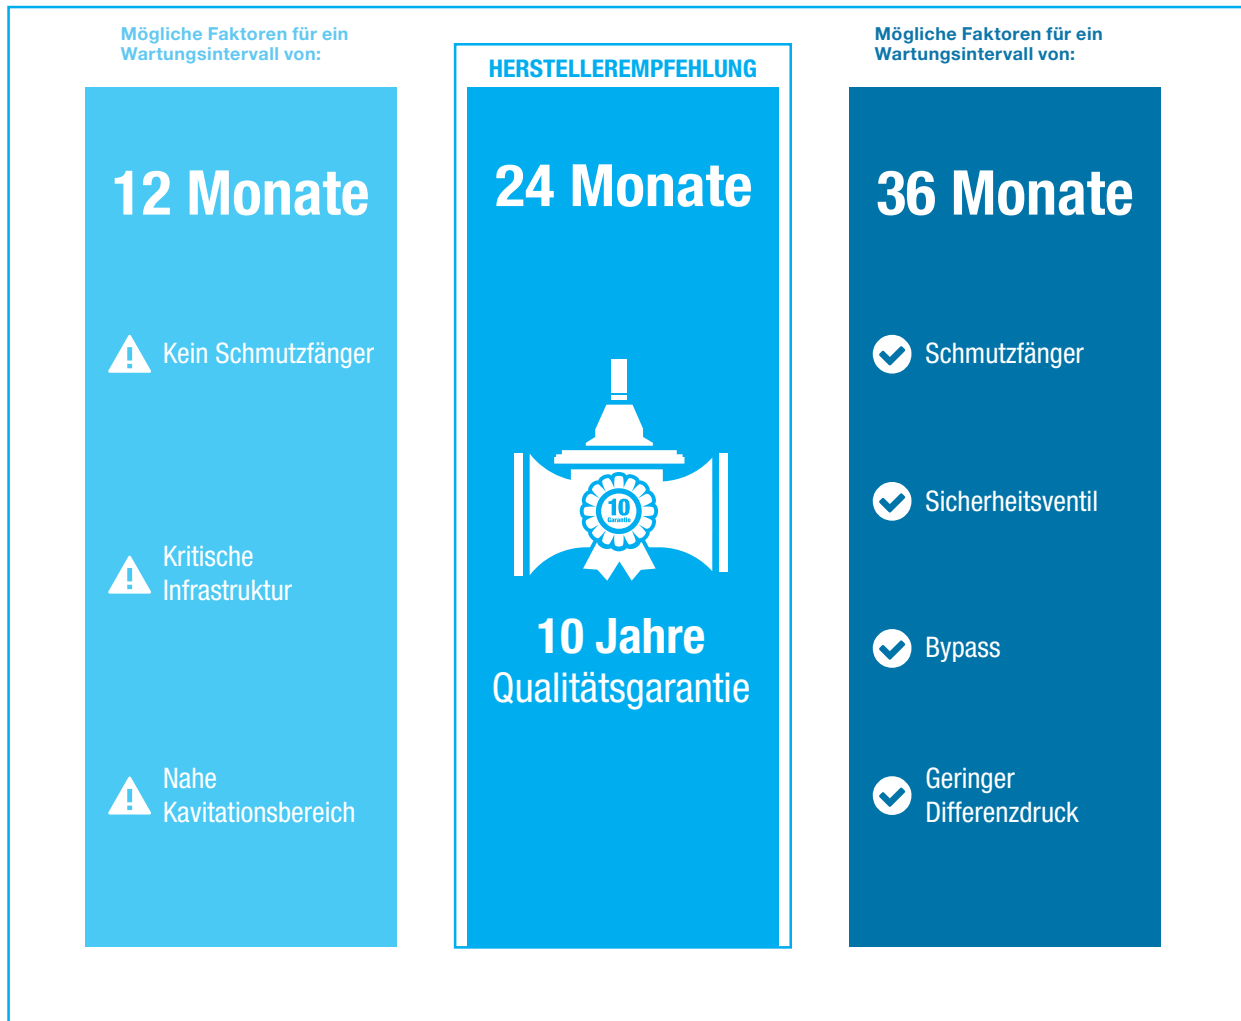 Mögliche Faktoren für ein
Wartungsintervall von:
12 Monate
Kein Schmutzfänger
Kritische
Infrastruktur
Nahe
Kavitationsbereich
HERSTELLEREMPFEHLUNG
24 Monate
10
Garantie
10 Jahre
Qualitätsgarantie
Mögliche Faktoren für ein
Wartungsintervall von:
36 Monate
Schmutzfänger
Sicherheitsventil
Bypass
Geringer
Differenzdruck